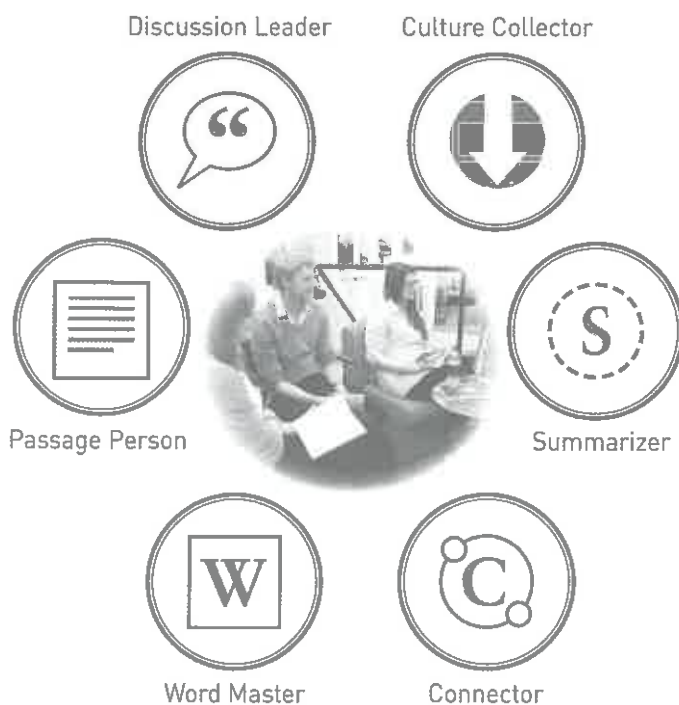 Discussion Leader
Culture Collector
“
Passage Person
S
Summarizer
W
C
Word Master
Connector